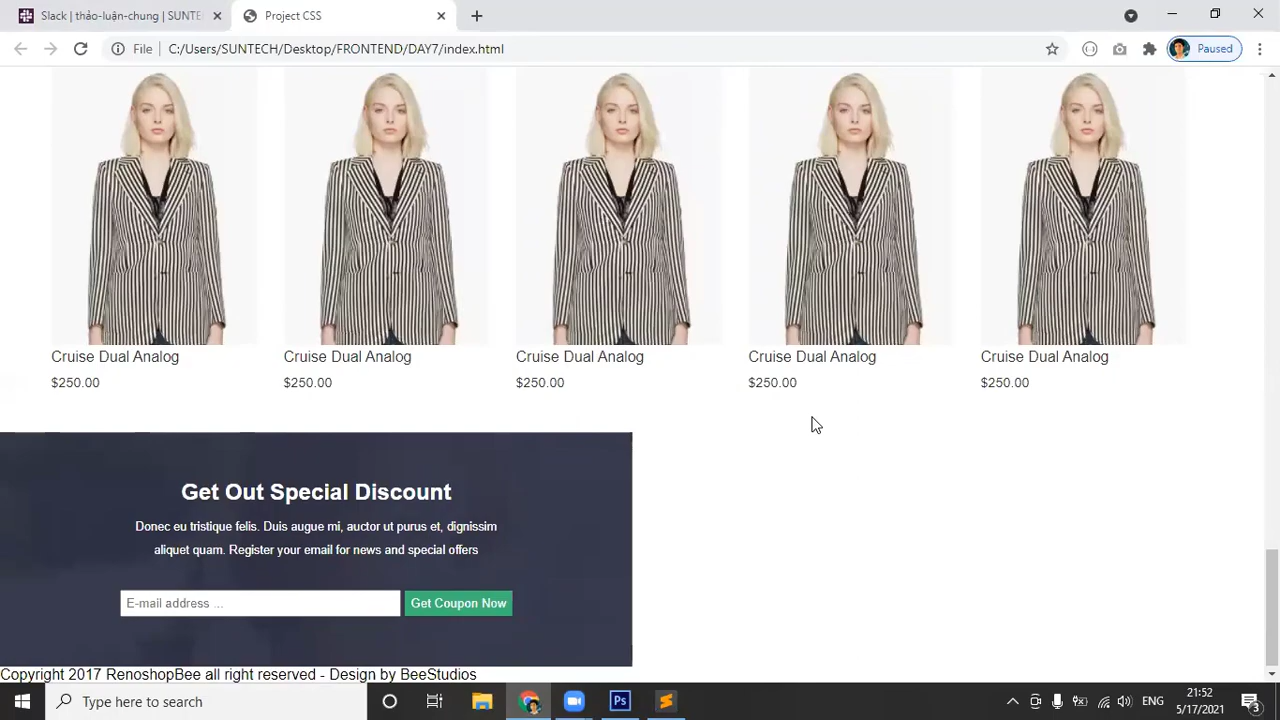 Slack | thảo-luận-chung | SUNTE
Project CSS
File
C:/Users/SUNTECH/Desktop/FRONTEND/DAY7/index.html
Paused
Cruise Dual Analog
Cruise Dual Analog
Cruise Dual Analog
Cruise Dual Analog
Cruise Dual Analog
$250.00
$250.00
$250.00
$250.00
$250.00
Get Out Special Discount
Donec eu tristique felis. Duis augue mi, auctor ut purus et, dignissim
aliquet quam. Register your email for news and special offers
E-mail address ...
Get Coupon Now
Copyright 2017 RenoshopBee all right reserved - Design by BeeStudios
Type here to search
Ps
ENG
21:52
5/17/2021
3